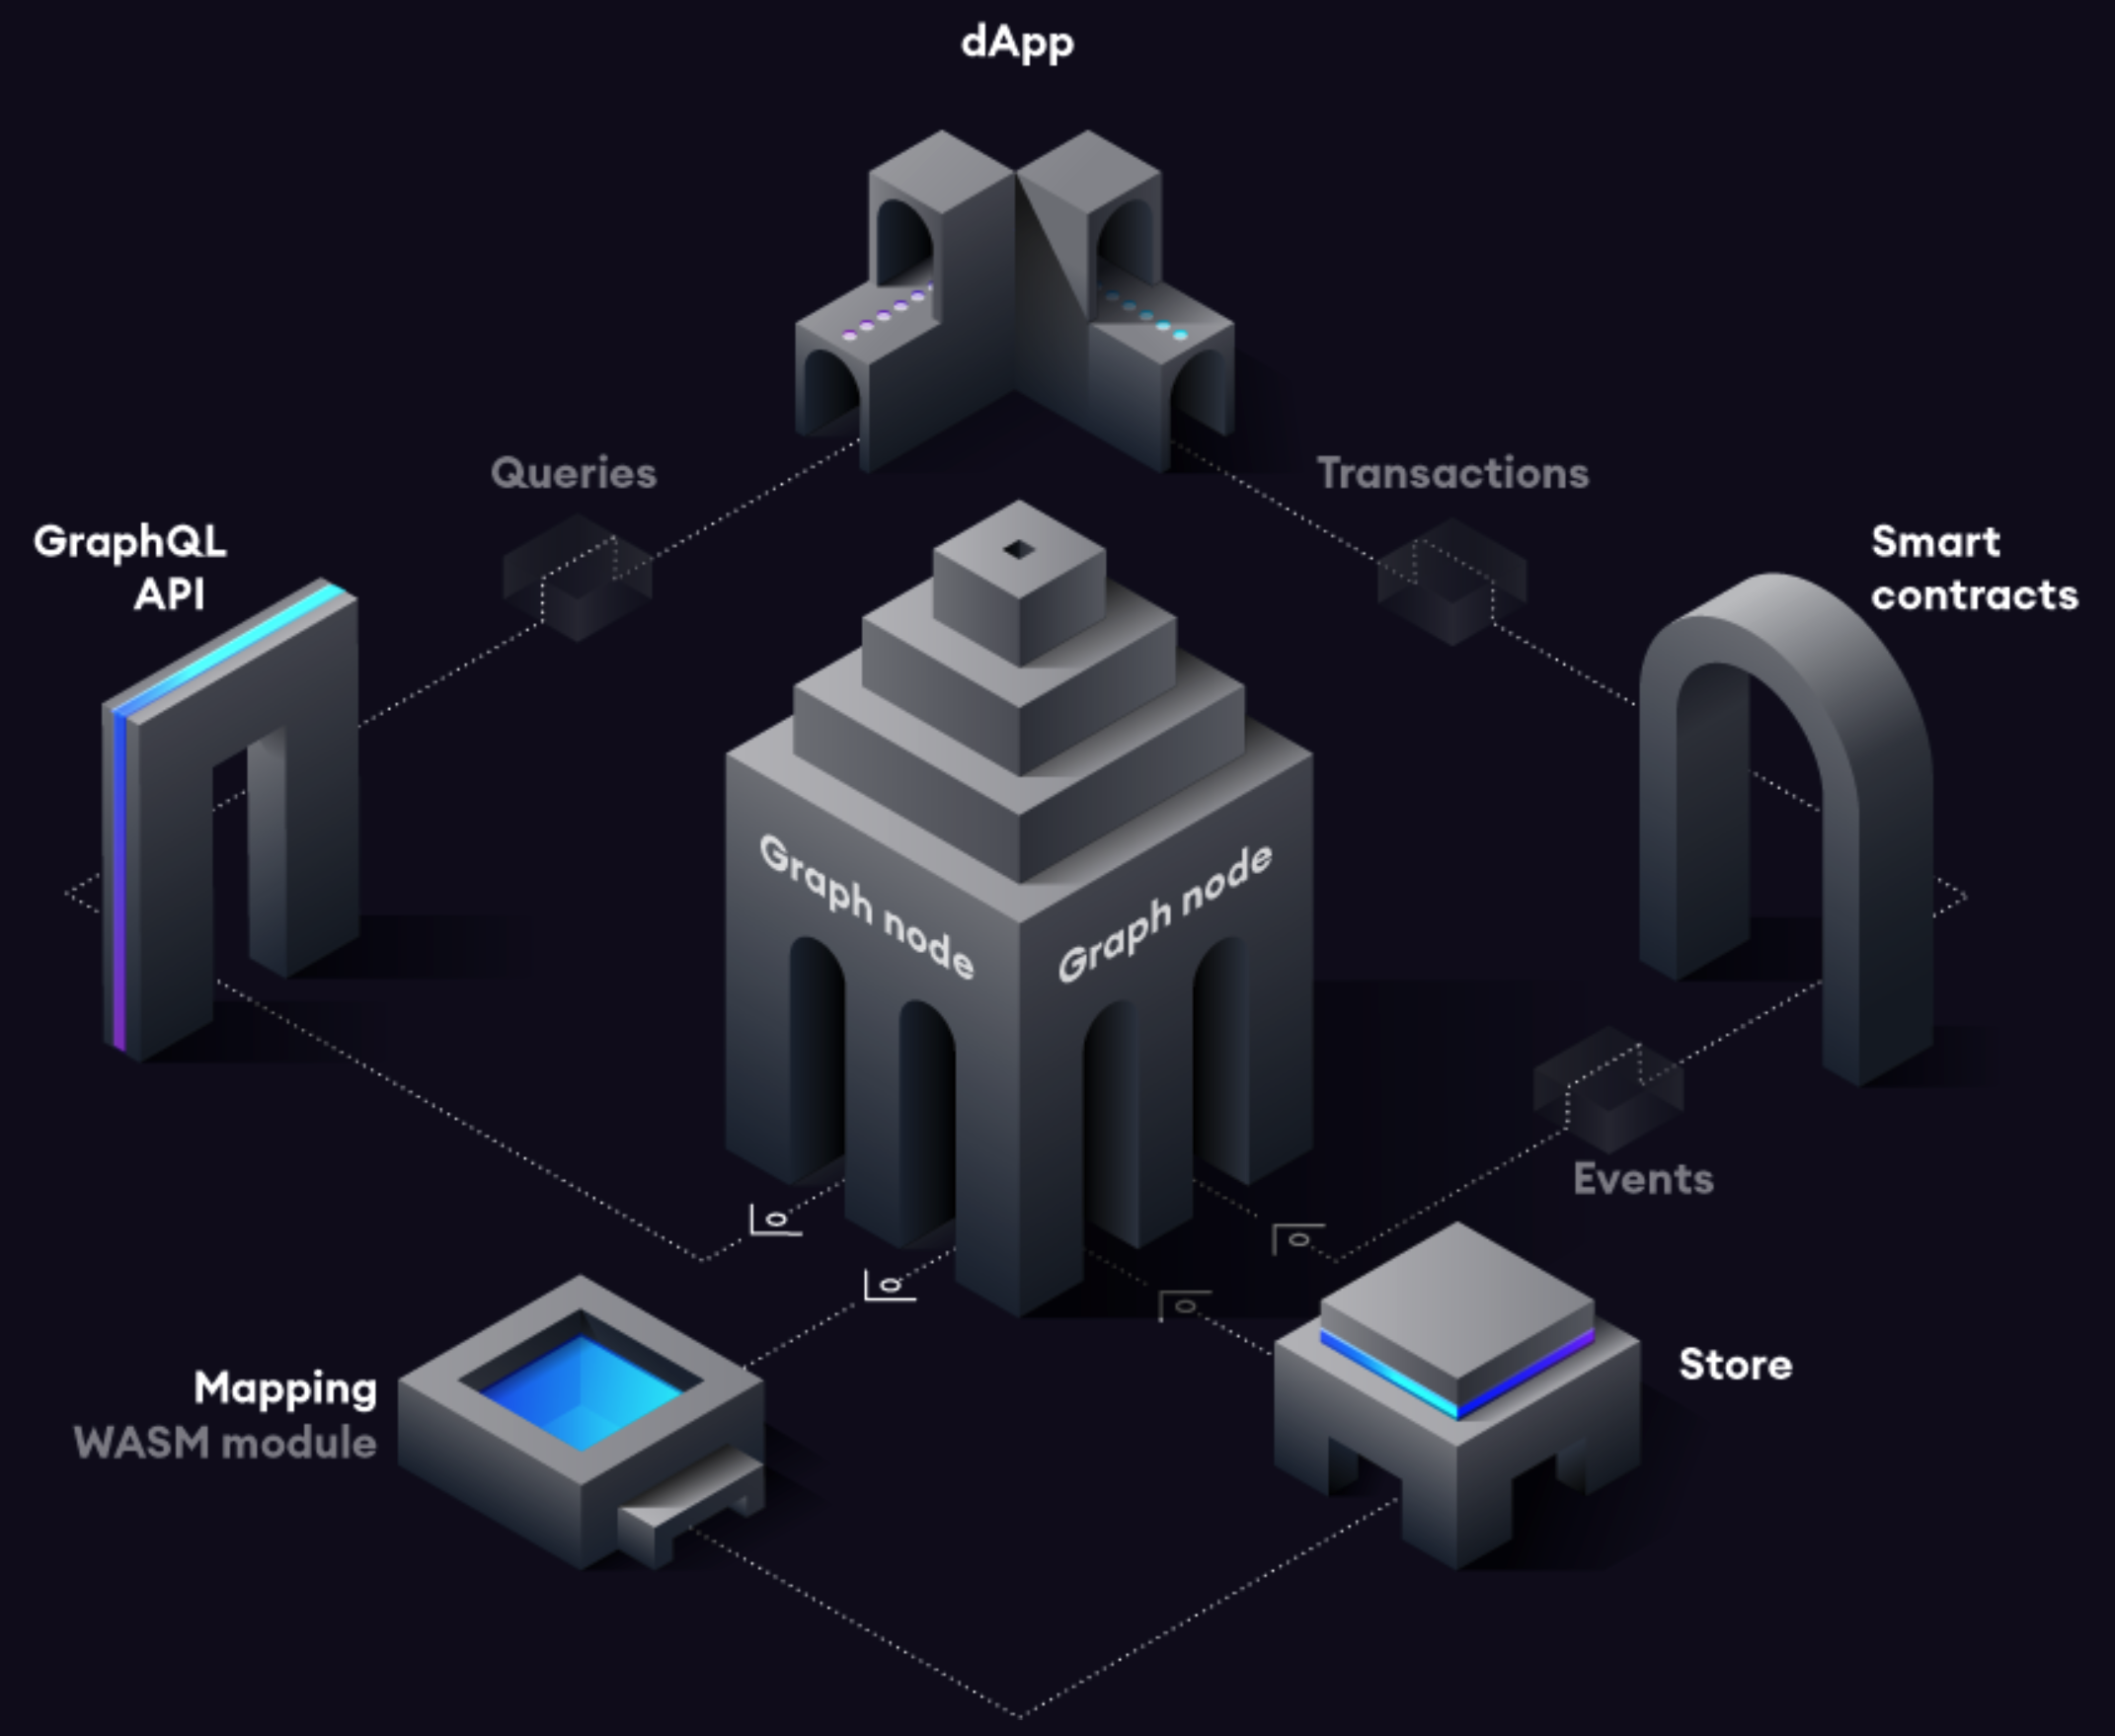 dApp
Queries
Transactions
GraphQL
API
Smart
contracts
Graph node
Graph node
Events
Mapping
WASM module
Store